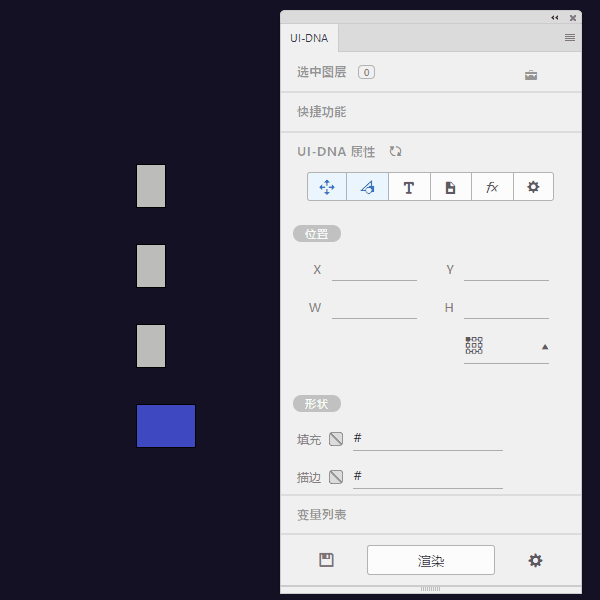 UI-DNA
选中图层 0
快捷功能
UI-DNA 属性
T fx
位置
X Y
W H
形状
填充 #
描边 #
变量列表
渲染